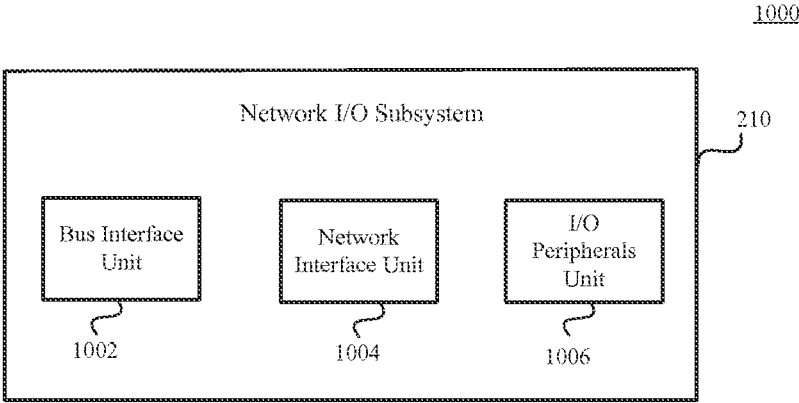 1000
Network I/O Subsystem
210
Bus Interface
Unit
Network
Interface Unit
I/O
Peripherals
Unit
1002
1004
1006